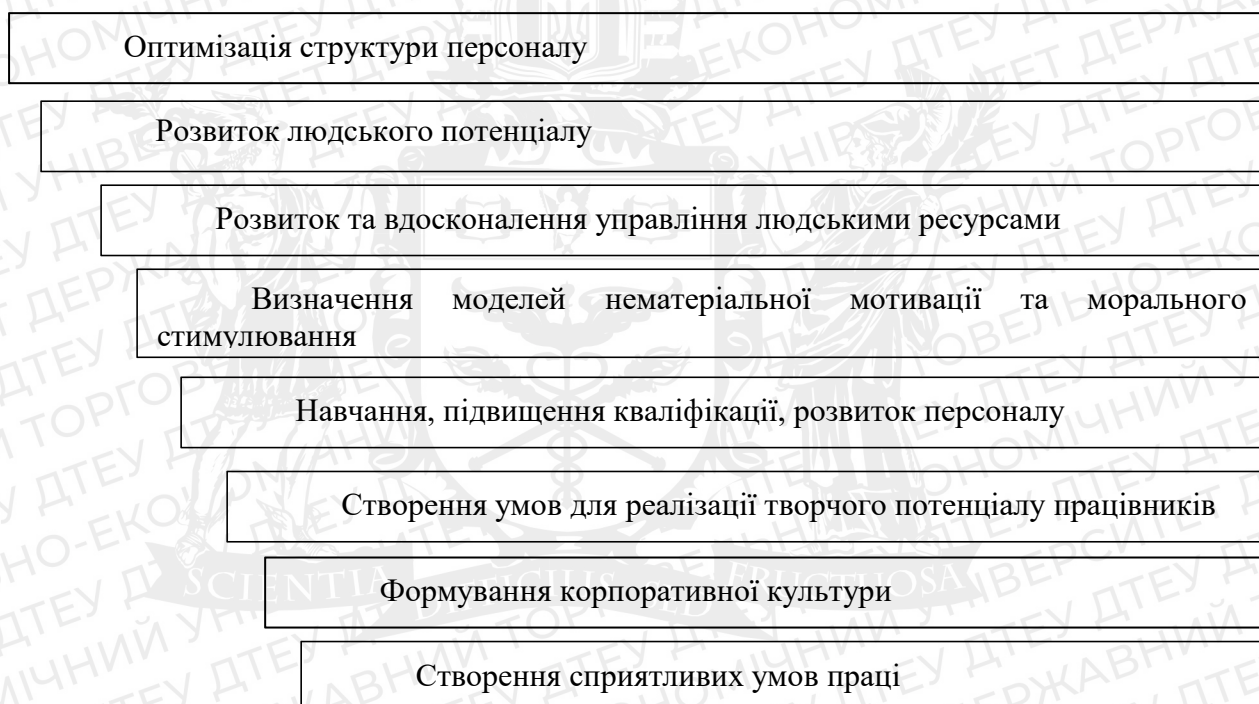 Оптимізація структури персоналу
Розвиток людського потенціалу
Розвиток та вдосконалення управління людськими ресурсами
Визначення моделей нематеріальної мотивації та морального
стимулювання
Навчання, підвищення кваліфікації, розвиток персоналу
Створення умов для реалізації творчого потенціалу працівників
Формування корпоративної культури
Створення сприятливих умов праці